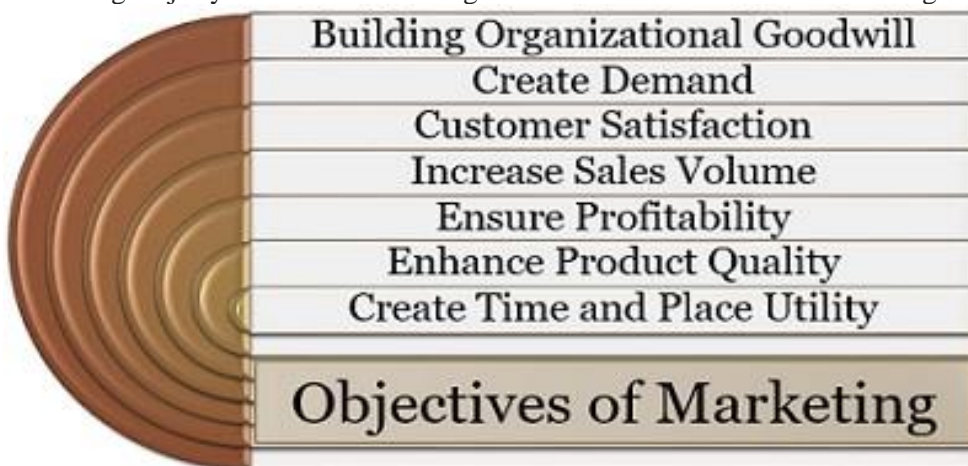 Building Organizational Goodwill
Create Demand
Customer Satisfaction
Increase Sales Volume
Ensure Profitability
Enhance Product Quality
Create Time and Place Utility
Objectives of Marketing